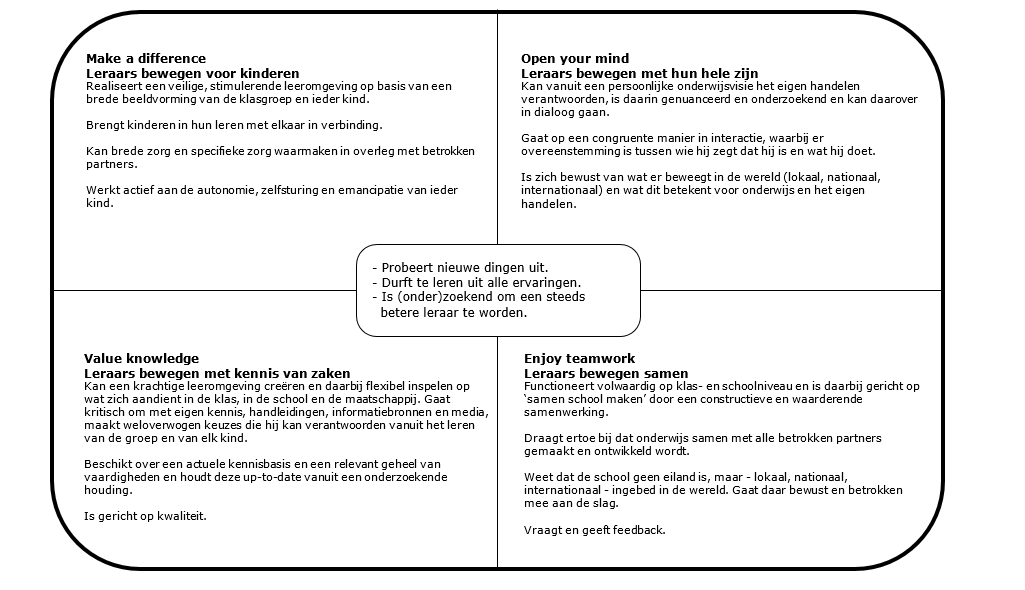 Make a difference
Leraars bewegen voor kinderen
Realiseert een veilige, stimulerende leeromgeving op basis van een
brede beeldvorming van de klasgroep en ieder kind.
Brengt kinderen in hun leren met elkaar in verbinding.
Kan brede zorg en specifieke zorg waarmaken in overleg met betrokken
partners.
Werkt actief aan de autonomie, zelfsturing en emancipatie van ieder
kind.
Open your mind
Leraars bewegen met hun hele zijn
Kan vanuit een persoonlijke onderwijsvisie het eigen handelen
verantwoorden, is daarin genuanceerd en onderzoekend en kan daarover
in dialoog gaan.
Gaat op een congruente manier in interactie, waarbij er
overeenstemming is tussen wie hij zegt dat hij is en wat hij doet.
Is zich bewust van wat er beweegt in de wereld (lokaal, nationaal,
internationaal) en wat dit betekent voor onderwijs en het eigen
handelen.
- Probeert nieuwe dingen uit.
- Durft te leren uit alle ervaringen.
- Is (onder)zoekend om een steeds
betere leraar te worden.
Value knowledge
Leraars bewegen met kennis van zaken
Kan een krachtige leeromgeving creëren en daarbij flexibel inspelen op
wat zich aandient in de klas, in de school en de maatschappij. Gaat
kritisch om met eigen kennis, handleidingen, informatiebronnen en media,
maakt weloverwogen keuzes die hij kan verantwoorden vanuit het leren
van de groep en van elk kind.
Beschikt over een actuele kennisbasis en een relevant geheel van
vaardigheden en houdt deze up-to-date vanuit een onderzoekende
houding.
Is gericht op kwaliteit.
Enjoy teamwork
Leraars bewegen samen
Functioneert volwaardig op klas- en schoolniveau en is daarbij gericht op
‘samen school maken’ door een constructieve en waarderende
samenwerking.
Draagt ertoe bij dat onderwijs samen met alle betrokken partners
gemaakt en ontwikkeld wordt.
Weet dat de school geen eiland is, maar - lokaal, nationaal,
internationaal - ingebed in de wereld. Gaat daar bewust en betrokken
mee aan de slag.
Vraagt en geeft feedback.